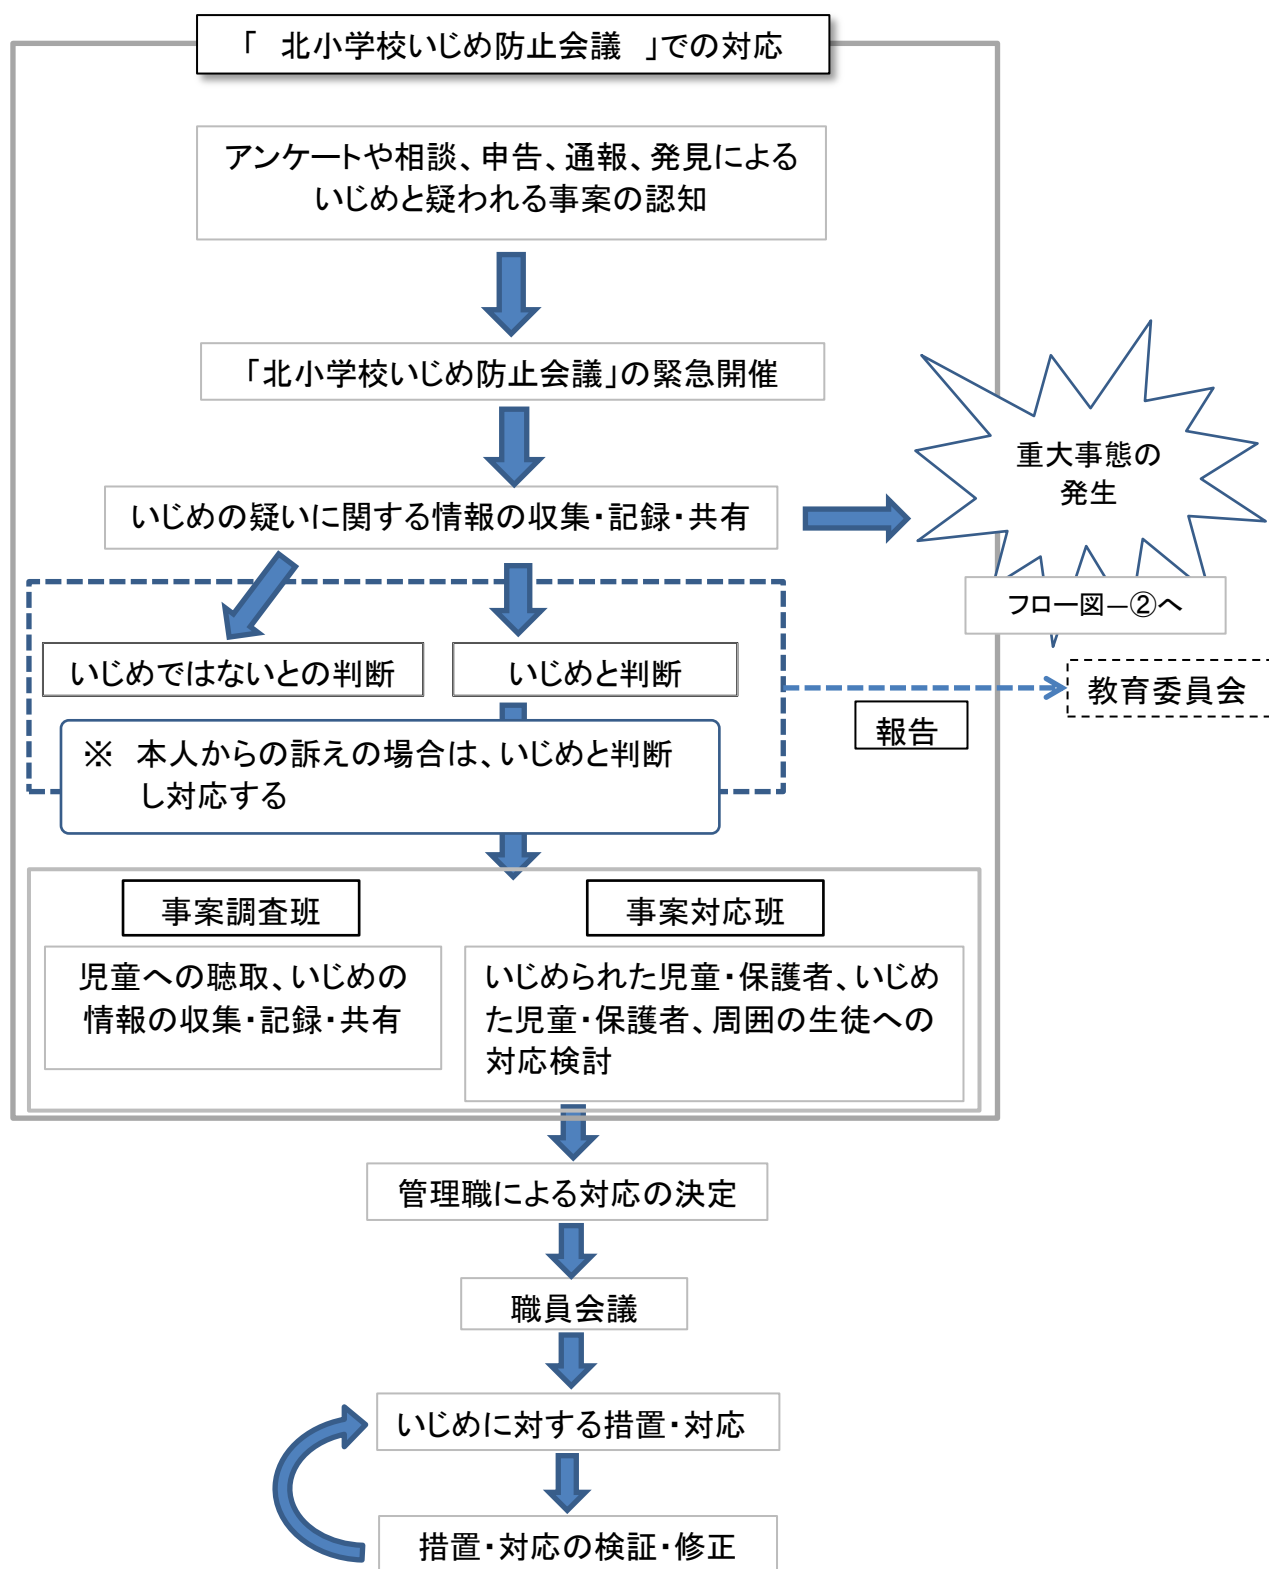 「　北小学校いじめ防止会議　」での対応
アンケートや相談、申告、通報、発見による
いじめと疑われる事案の認知
「北小学校いじめ防止会議」の緊急開催
いじめの疑いに関する情報の収集・記録・共有
重大事態の
発生
フロー図―②へ
いじめではないとの判断
いじめと判断
教育委員会
報告
※　本人からの訴えの場合は、いじめと判断
し対応する
事案調査班
児童への聴取、いじめの
情報の収集・記録・共有
事案対応班
いじめられた児童・保護者、いじめ
た児童・保護者、周囲の生徒への
対応検討
管理職による対応の決定
職員会議
いじめに対する措置・対応
措置・対応の検証・修正